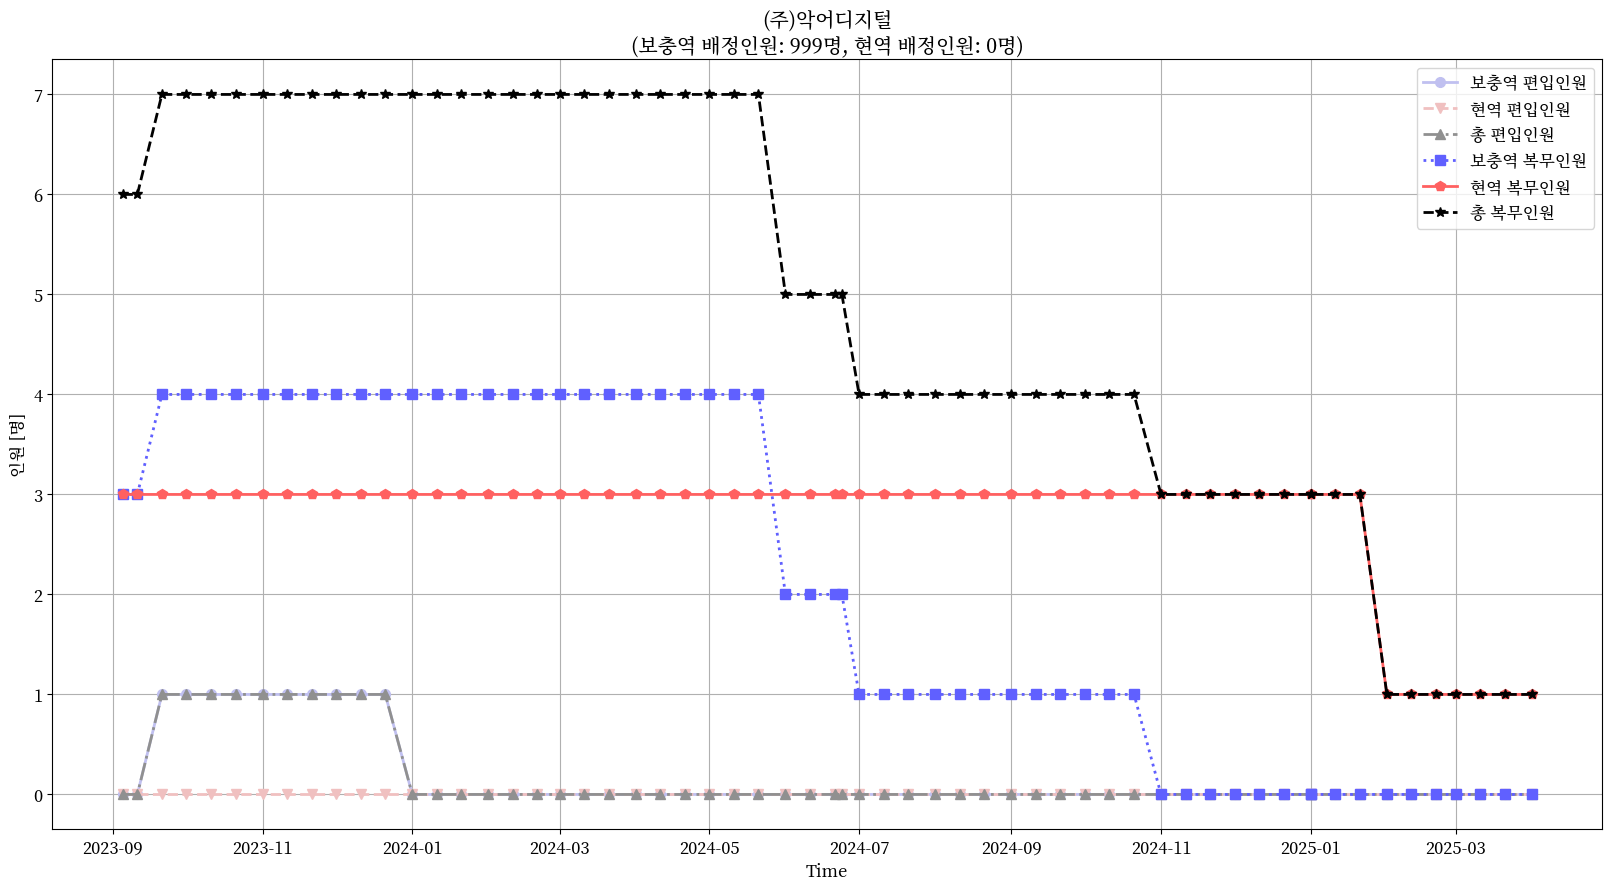 (주)악어디지털
(보충역 배정인원: 999명, 현역 배정인원: 0명)
보충역 편입인원
현역 편입인원
총 편입인원
보충역 복무인원
현역 복무인원
총 복무인원
인원 [명]
7
6
5
4
3
2
1
0
2023-09
2023-11
2024-01
2024-03
2024-05
2024-07
2024-09
2024-11
2025-01
2025-03
Time